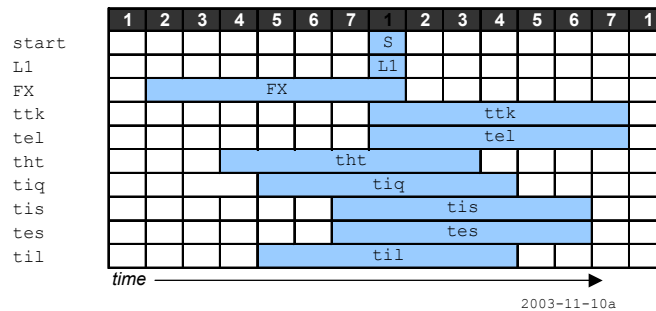 1 2 3 4 5 6 7 1 2 3 4 5 6 7 1
start S
L1 L1
FX FX
ttk ttk
tel tel
tht tht
tiq tiq
tis tis
tes tes
til til
time
2003-11-10a